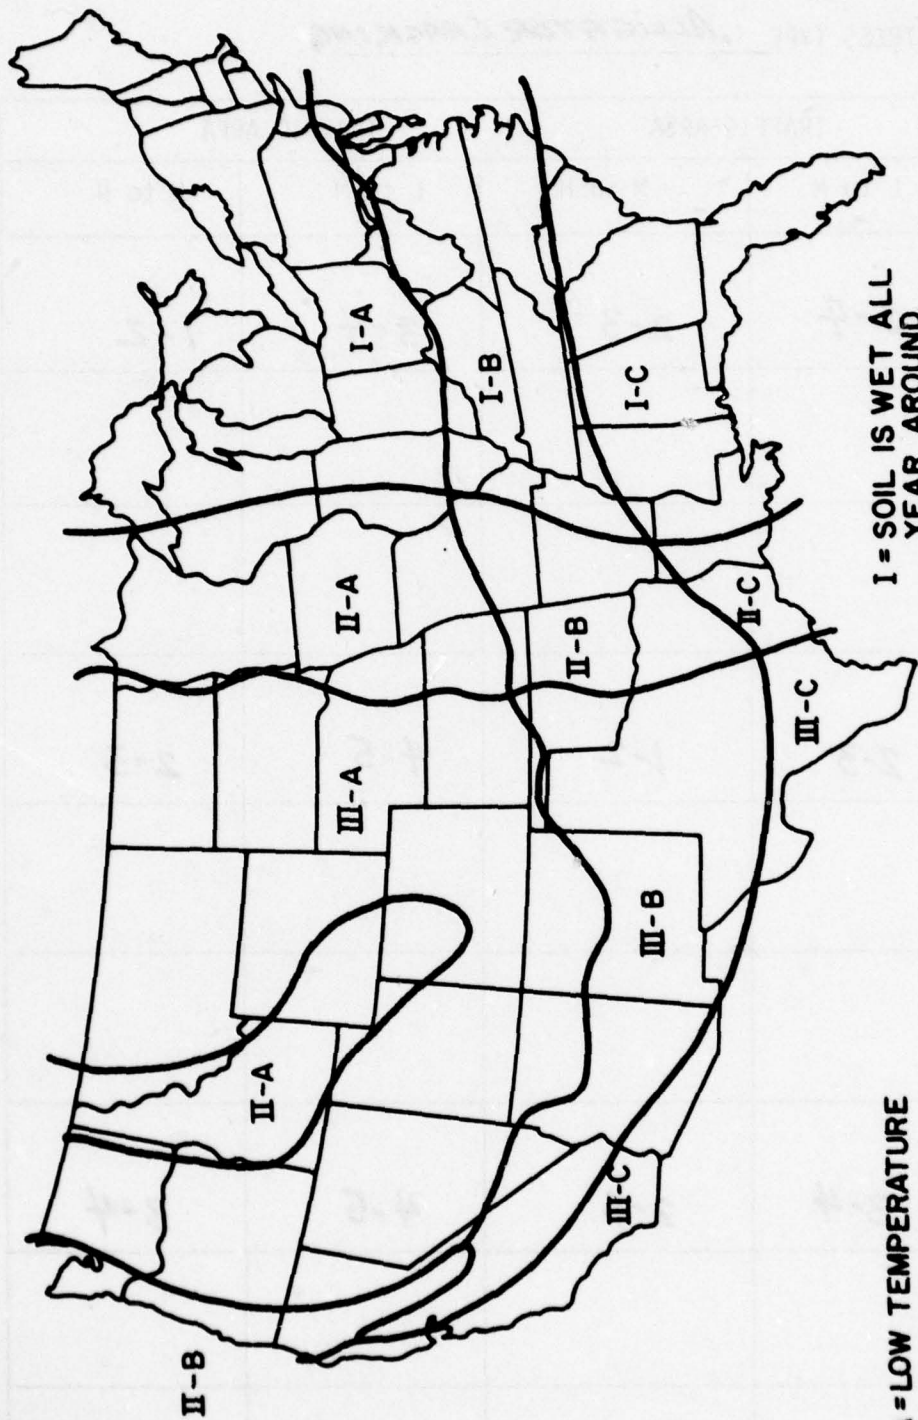 II-B
II-A
III-A
II-A
I-A
I-B
II-B
III-C
III-B
I-C
II-C
III-C
= LOW TEMPERATURE
I = SOIL IS WET ALL
YEAR AROUND